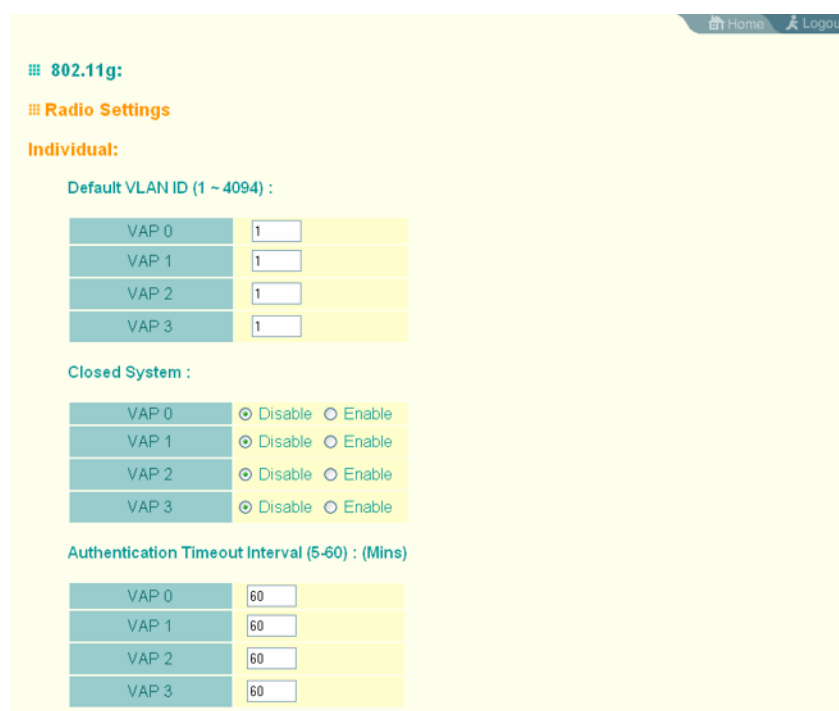 Home Logou
802.11g:
Radio Settings
Individual:
Default VLAN ID (1 ~ 4094) :
VAP 0 1
VAP 1 1
VAP 2 1
VAP 3 1
Closed System :
VAP 0 Disable Enable
VAP 1 Disable Enable
VAP 2 Disable Enable
VAP 3 Disable Enable
Authentication Timeout Interval (5-60) : (Mins)
VAP 0 60
VAP 1 60
VAP 2 60
VAP 3 60